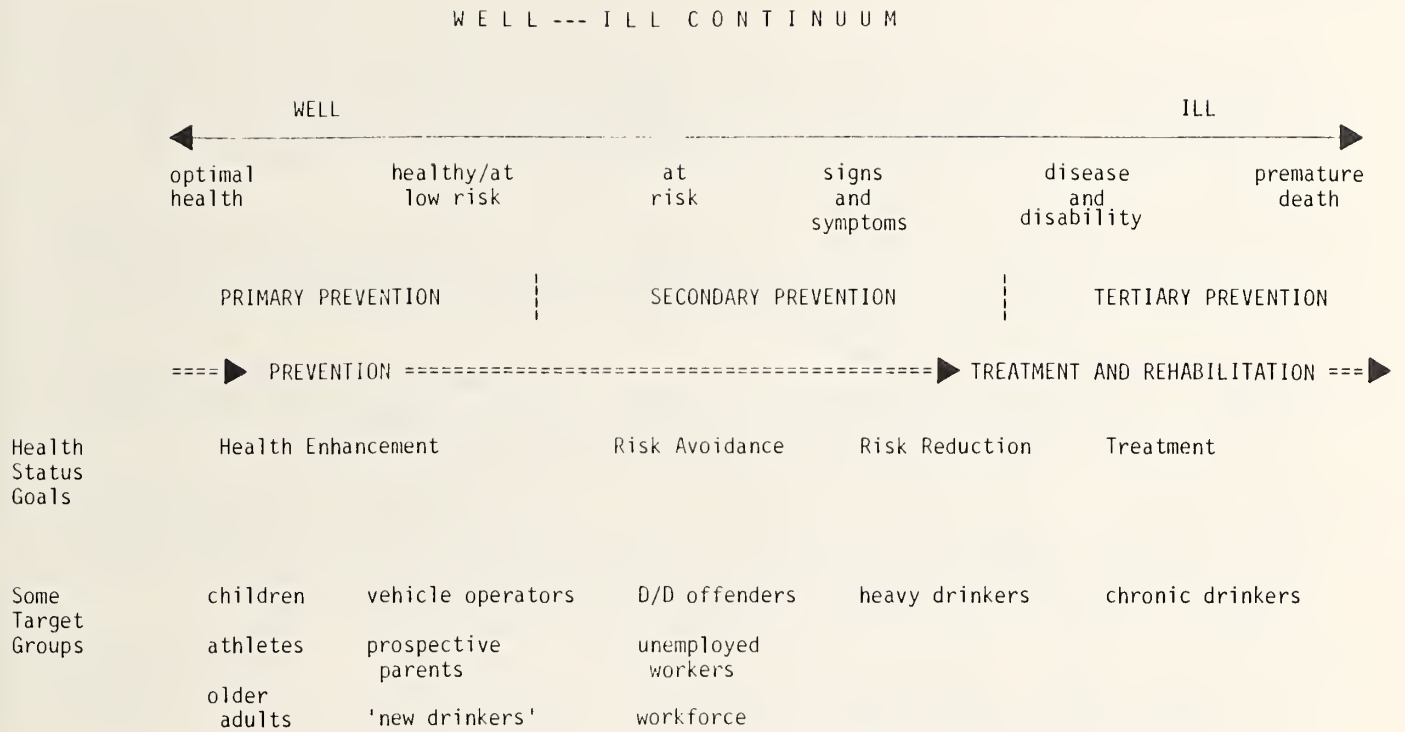 WELL---ILL CONTINUUM
WELL ILL
optimal healthy/at at signs disease premature
health low risk risk and and death
symptoms disability
PRIMARY PREVENTION ¦ SECONDARY PREVENTION ¦ TERTIARY PREVENTION
====▶ PREVENTION ===========================================▶ TREATMENT AND REHABILITATION ===▶
Health Health Enhancement Risk Avoidance Risk Reduction Treatment
Status
Goals
Some children vehicle operators D/D offenders heavy drinkers chronic drinkers
Target
Groups athletes prospective unemployed
parents workers
older
adults 'new drinkers' workforce